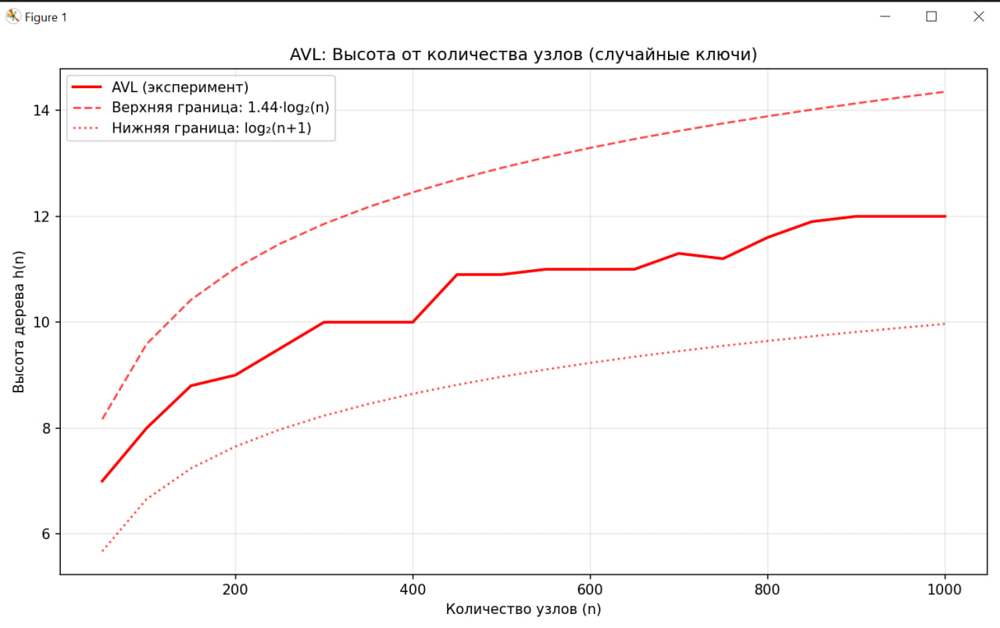 Figure 1
AVL: Высота от количества узлов (случайные ключи)
AVL (эксперимент)
Верхняя граница: 1.44·log₂(n)
Нижняя граница: log₂(n+1)
Высота дерева h(n)
14
12
10
8
6
200 400 600 800 1000
Количество узлов (n)